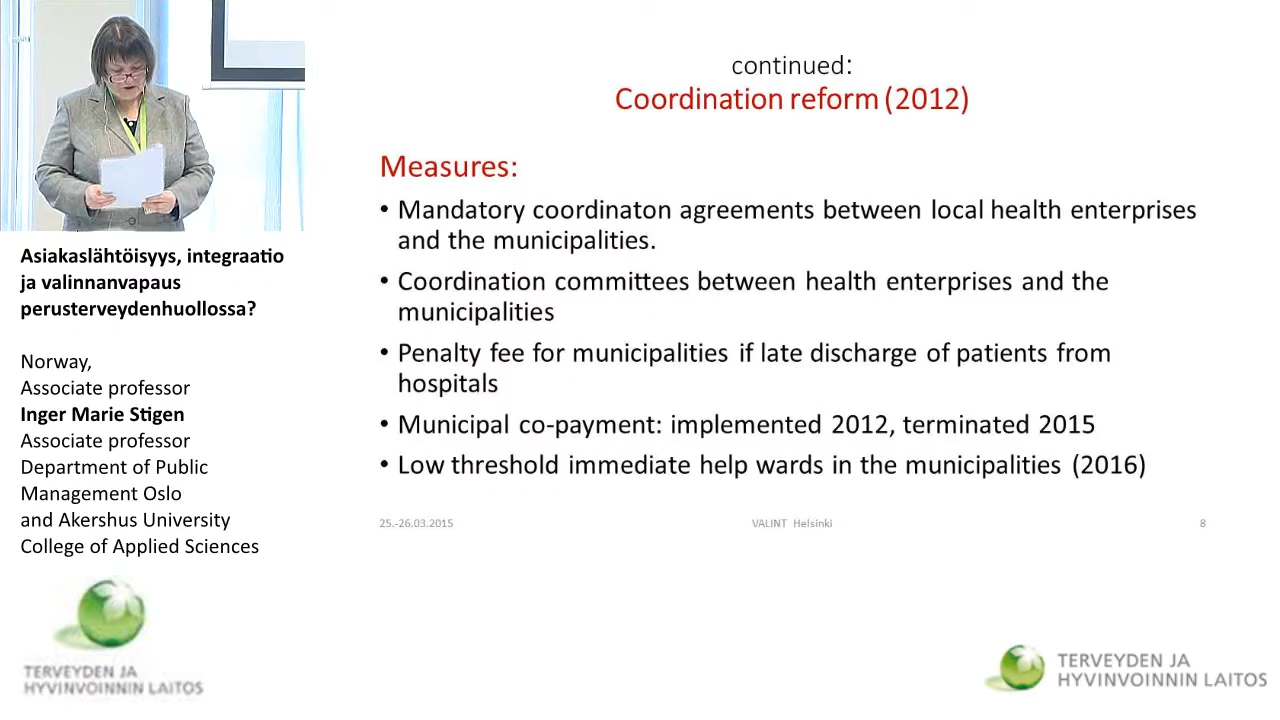 continued:
Coordination reform (2012)
Measures:
• Mandatory coordinaton agreements between local health enterprises
and the municipalities.
• Coordination committees between health enterprises and the
municipalities
• Penalty fee for municipalities if late discharge of patients from
hospitals
• Municipal co-payment: implemented 2012, terminated 2015
• Low threshold immediate help wards in the municipalities (2016)
25.-26.03.2015
VALINT Helsinki
8
Asiakaslähtöisyys, integraatio
ja valinnanvapaus
perusterveydenhuollossa?
Norway,
Associate professor
Inger Marie Stigen
Associate professor
Department of Public
Management Oslo
and Akershus University
College of Applied Sciences
TERVEYDEN JA
HYVINVOINNIN LAITOS
TERVEYDEN JA
HYVINVOINNIN LAITOS